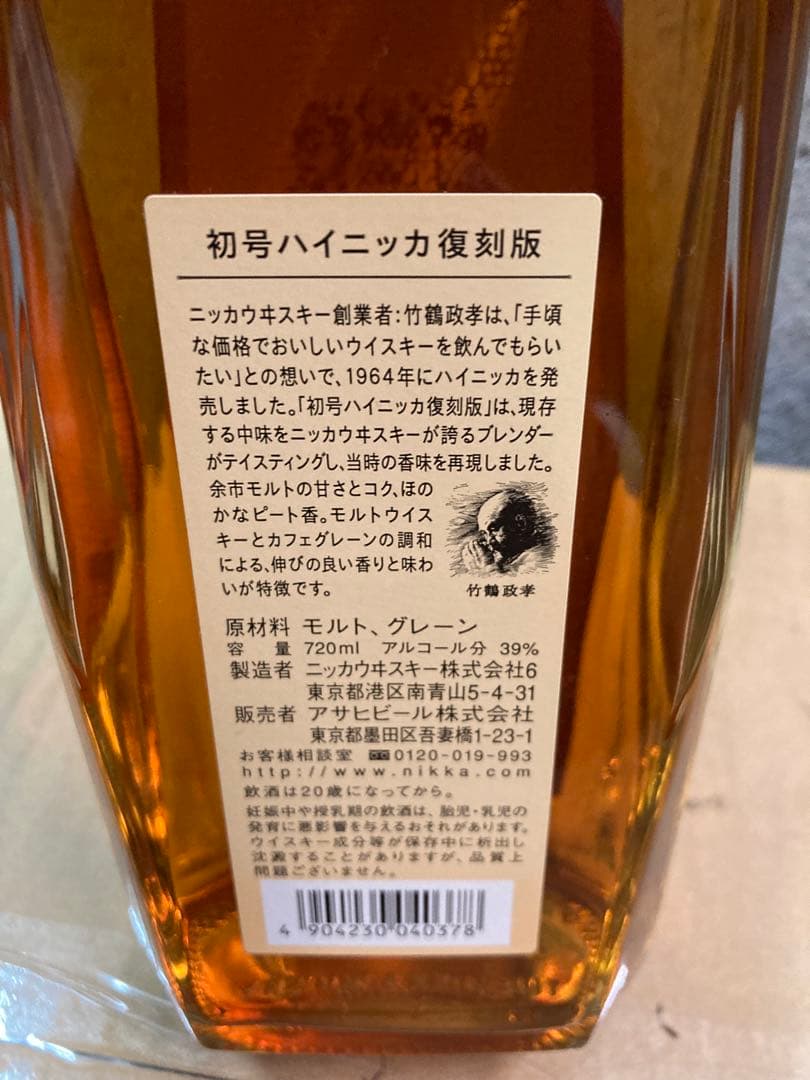 初号ハイニッカ復刻版
ニッカウヰスキー創業者:竹鶴政孝は、「手頃
な価格でおいしいウイスキーを飲んでもらい
たい」との想いで、1964年にハイニッカを発
売しました。「初号ハイニッカ復刻版」は、現存
する中味をニッカウヰスキーが誇るブレンダー
がテイスティングし、当時の香味を再現しました。
余市モルトの甘さとコク、ほの
かなピート香。モルトウイス
キーとカフェグレーンの調和
による、伸びの良い香りと味わ
いが特徴です。
竹鶴政孝
原材料 モルト、グレーン
容 量 720ml アルコール分 39%
製造者 ニッカウヰスキー株式会社6
東京都港区南青山5-4-31
販売者 アサヒビール株式会社
東京都墨田区吾妻橋1-23-1
お客様相談室 0120-019-993
http://www.nikka.com
飲酒は20歳になってから。
妊娠中や授乳期の飲酒は、胎児・乳児の
発育に悪影響を与えるおそれがあります。
ウイスキー成分等が保存中に析出し
沈澱することがありますが、品質上
問題ございません。
4 904230 040378